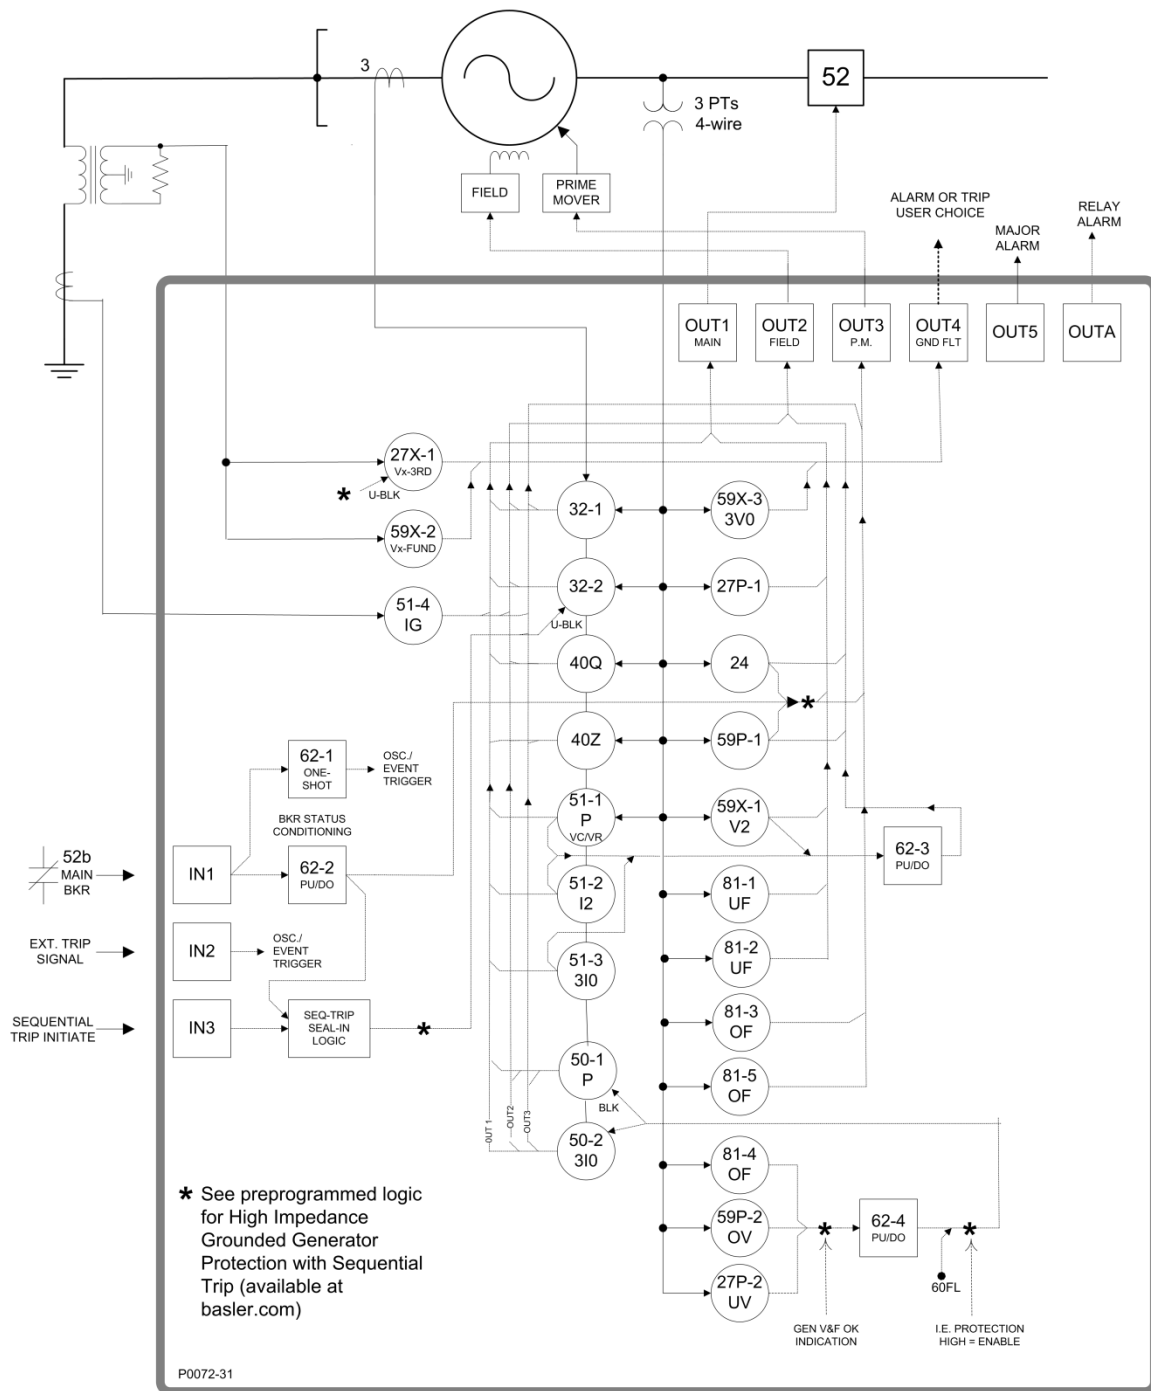 3
52
3 PTs
4-wire
FIELD
PRIME
MOVER
ALARM OR TRIP
USER CHOICE
MAJOR
ALARM
RELAY
ALARM
OUT1
MAIN
OUT2
FIELD
OUT3
P.M.
OUT4
GND FLT
OUT5
OUTA
27X-1
Vx-3RD
*
U-BLK
59X-2
Vx-FUND
51-4
IG
32-1
32-2
U-BLK
40Q
40Z
51-1
P
VC/VR
51-2
I2
51-3
3I0
50-1
P
BLK
50-2
3I0
OUT 1
OUT2
OUT3
59X-3
3V0
27P-1
24
*
59P-1
59X-1
V2
62-3
PU/DO
81-1
UF
81-2
UF
81-3
OF
81-5
OF
81-4
OF
59P-2
OV
27P-2
UV
*
62-4
PU/DO
*
60FL
GEN V&F OK
INDICATION
I.E. PROTECTION
HIGH = ENABLE
62-1
ONE-
SHOT
OSC./
EVENT
TRIGGER
BKR STATUS
CONDITIONING
52b
MAIN
BKR
IN1
62-2
PU/DO
EXT. TRIP
SIGNAL
IN2
OSC./
EVENT
TRIGGER
SEQUENTIAL
TRIP INITIATE
IN3
SEQ-TRIP
SEAL-IN
LOGIC
*
* See preprogrammed logic
for High Impedance
Grounded Generator
Protection with Sequential
Trip (available at
basler.com)
P0072-31